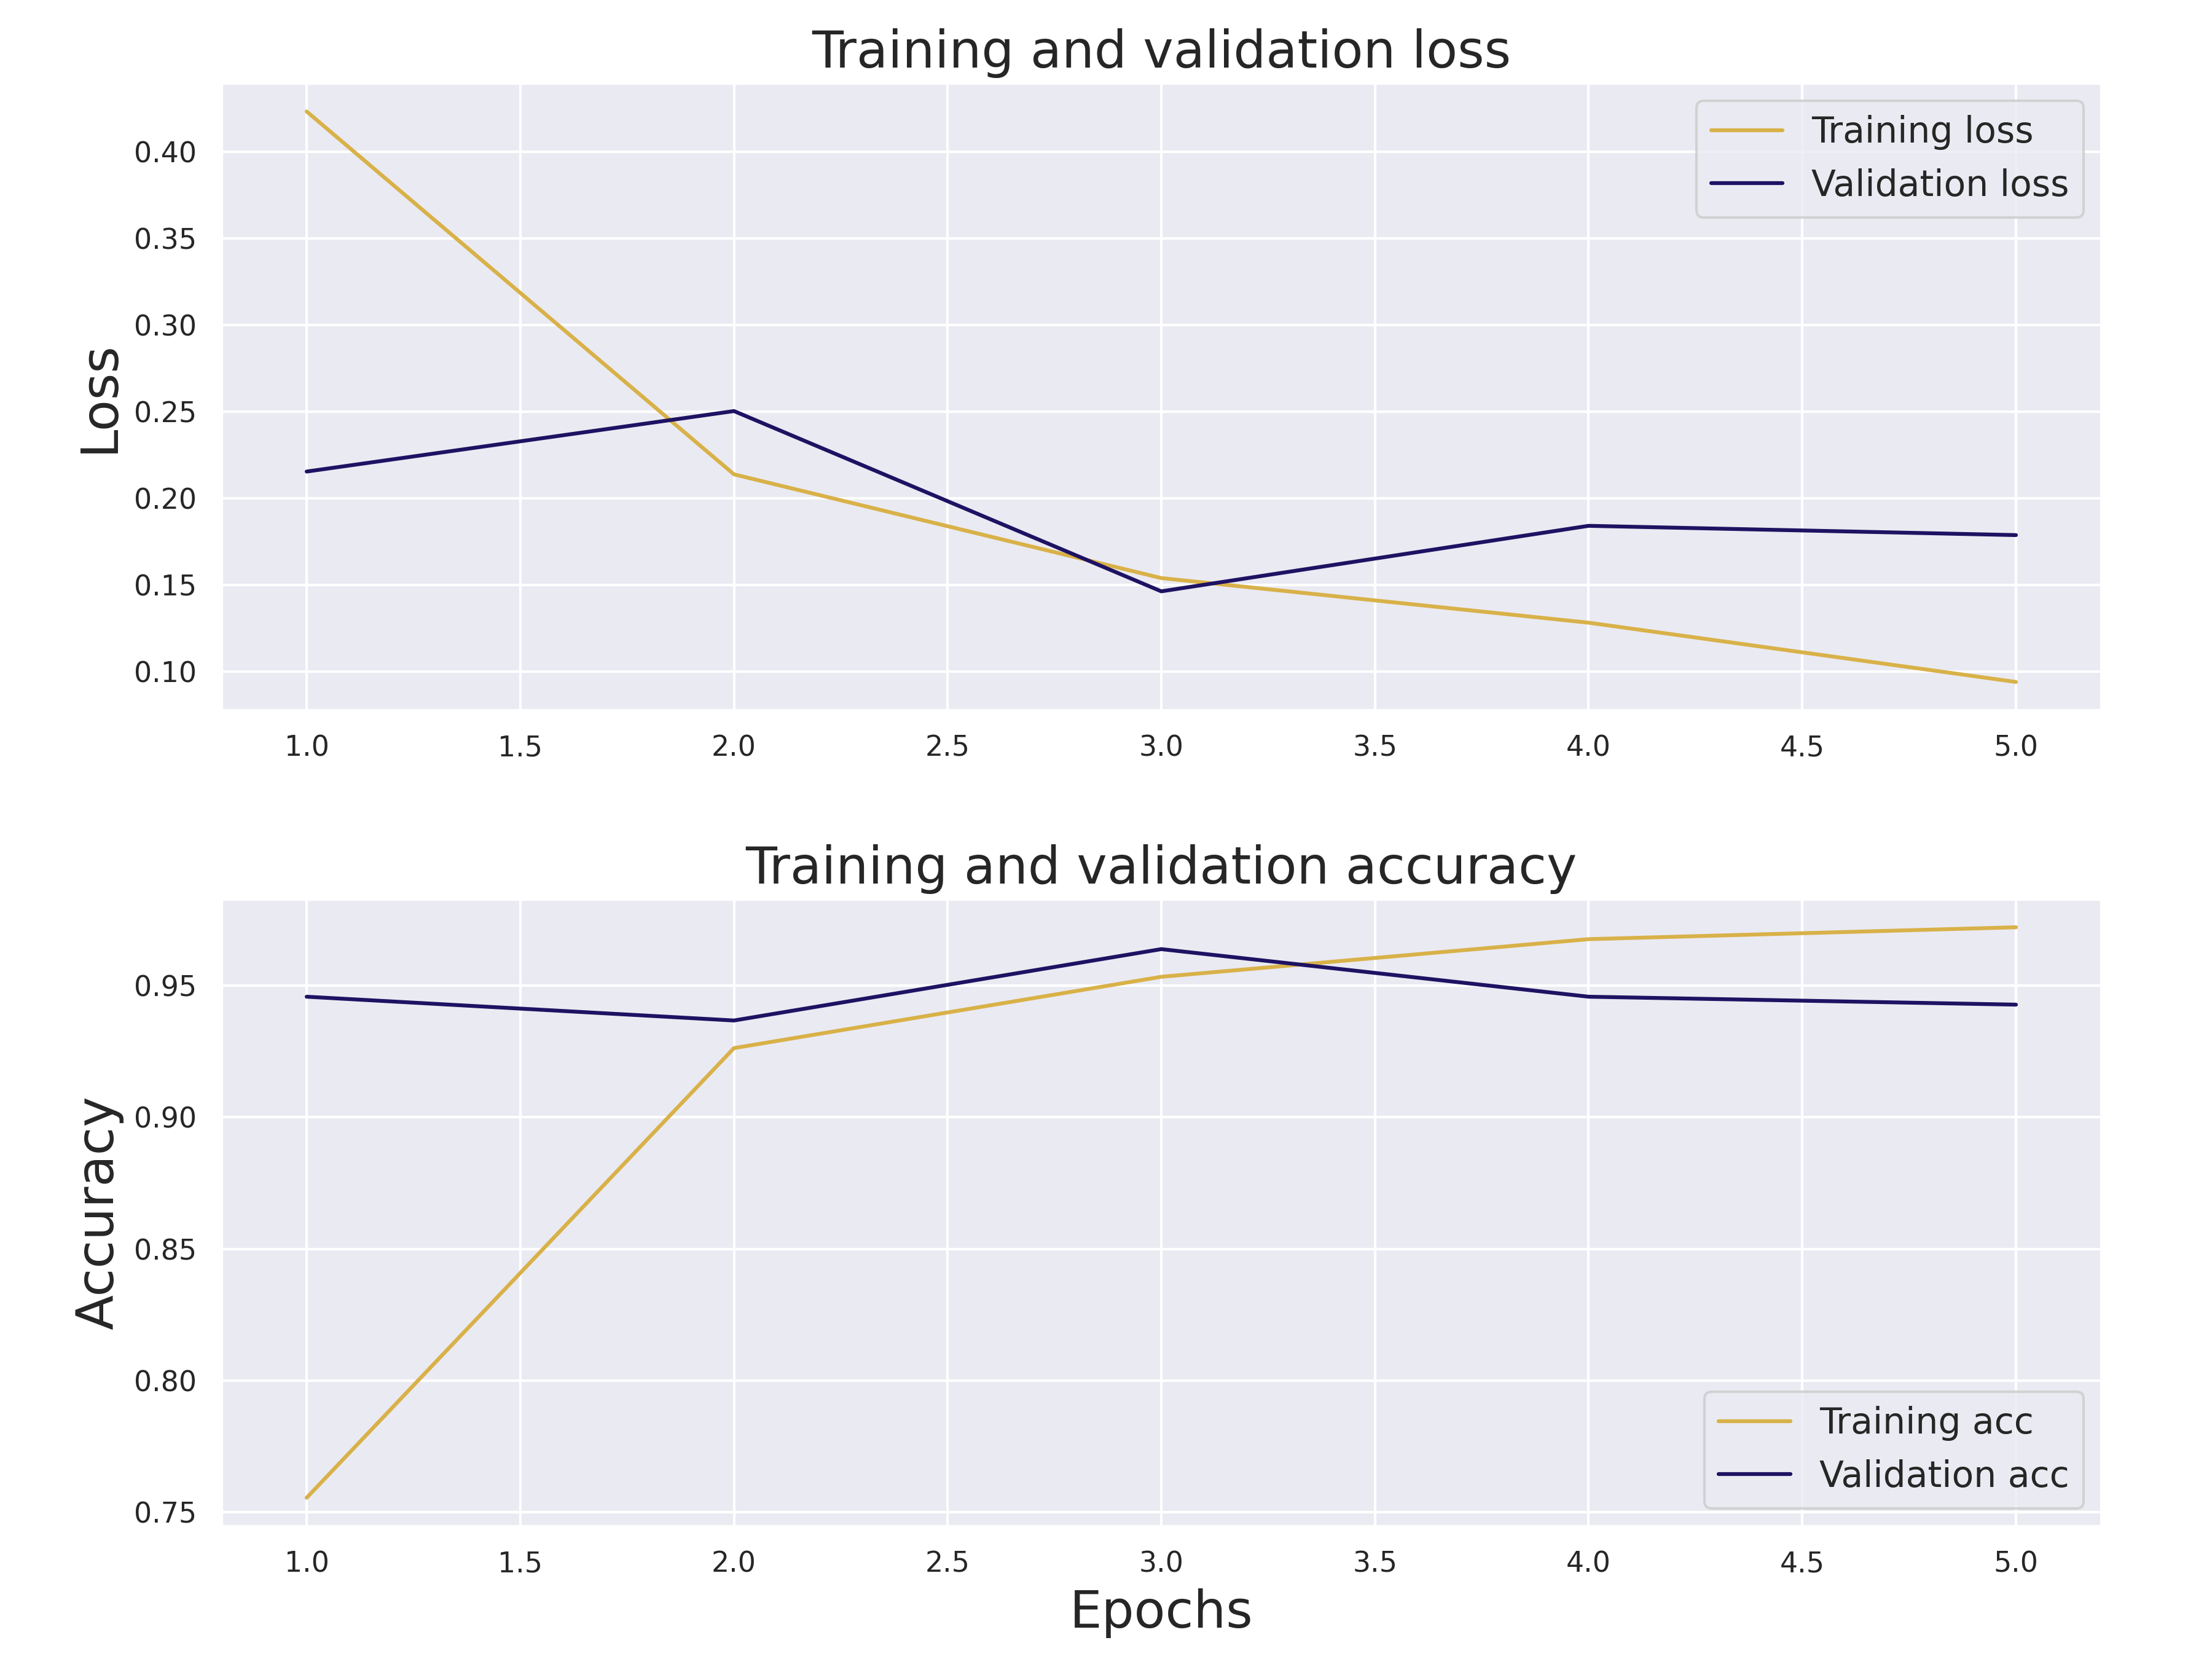 Training and validation loss
Training loss
Validation loss
Loss
0.40
0.35
0.30
0.25
0.20
0.15
0.10
1.0 1.5 2.0 2.5 3.0 3.5 4.0 4.5 5.0
Training and validation accuracy
Accuracy
0.95
0.90
0.85
0.80
0.75
Training acc
Validation acc
1.0 1.5 2.0 2.5 3.0 3.5 4.0 4.5 5.0
Epochs